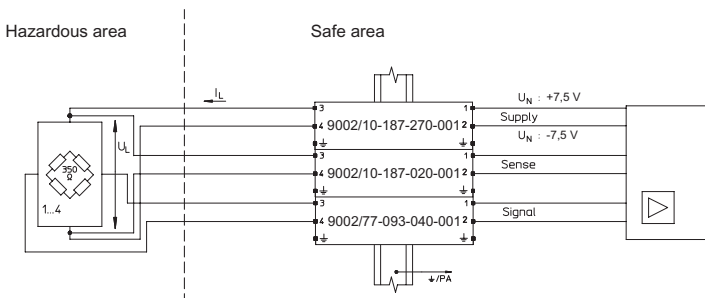 Hazardous area
Safe area
I_L
U_N : +7,5 V
3
1
4 9002/10-187-270-001 2
Supply
U_N : -7,5 V
U_L
3
1
4 9002/10-187-020-001 2
Sense
350
Ω
1...4
3
1
4 9002/77-093-040-001 2
Signal
/PA